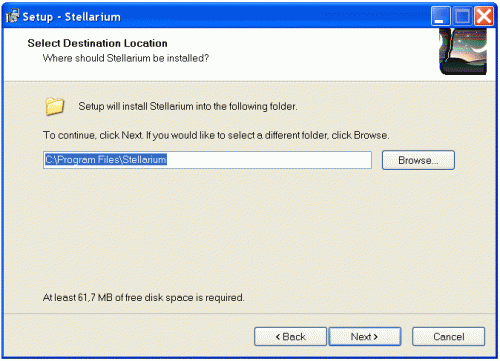 Setup - Stellarium
Select Destination Location
Where should Stellarium be installed?
Setup will install Stellarium into the following folder.
To continue, click Next. If you would like to select a different folder, click Browse.
C:\Program Files\Stellarium
Browse...
At least 61,7 MB of free disk space is required.
< Back
Next >
Cancel